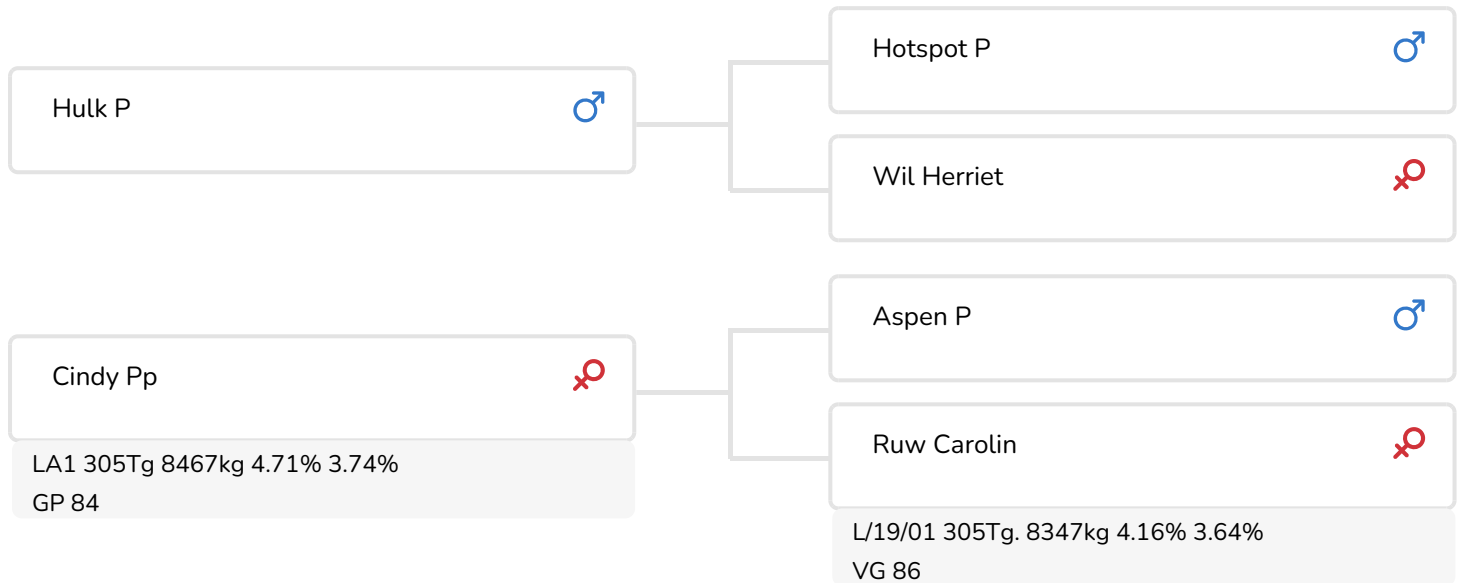 Hulk P
Hotspot P
Wil Herriet
Cindy Pp
LA1 305Tg 8467kg 4.71% 3.74%
GP 84
Aspen P
Ruw Carolin
L/19/01 305Tg. 8347kg 4.16% 3.64%
VG 86